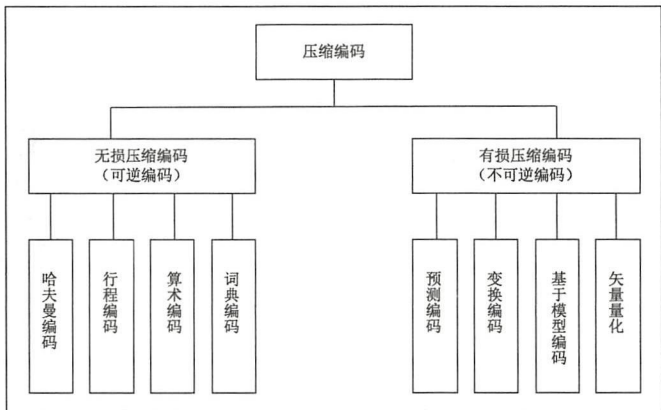 压缩编码
无损压缩编码
（可逆编码）
有损压缩编码
（不可逆编码）
哈夫曼编码
行程编码
算术编码
词典编码
预测编码
变换编码
基于模型编码
矢量量化